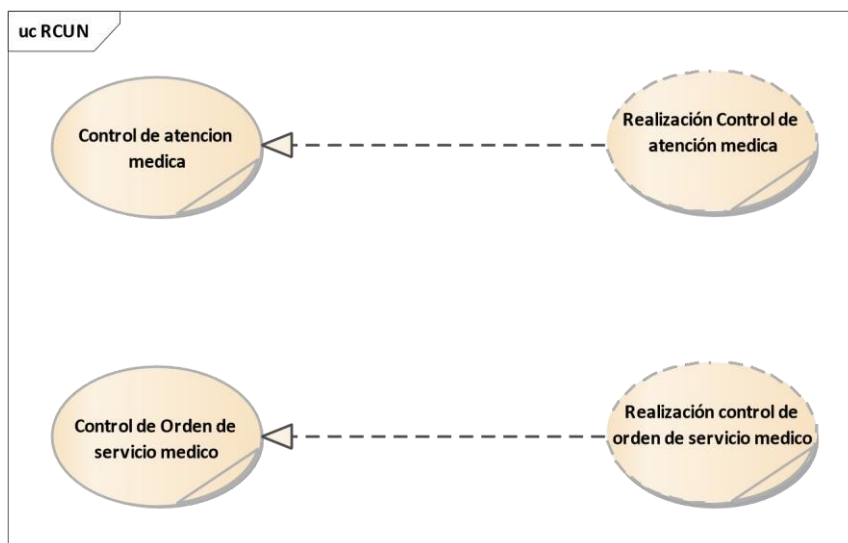 uc RCUN
Control de atencion
medica
Realización Control de
atención medica
Control de Orden de
servicio medico
Realización control de
orden de servicio medico